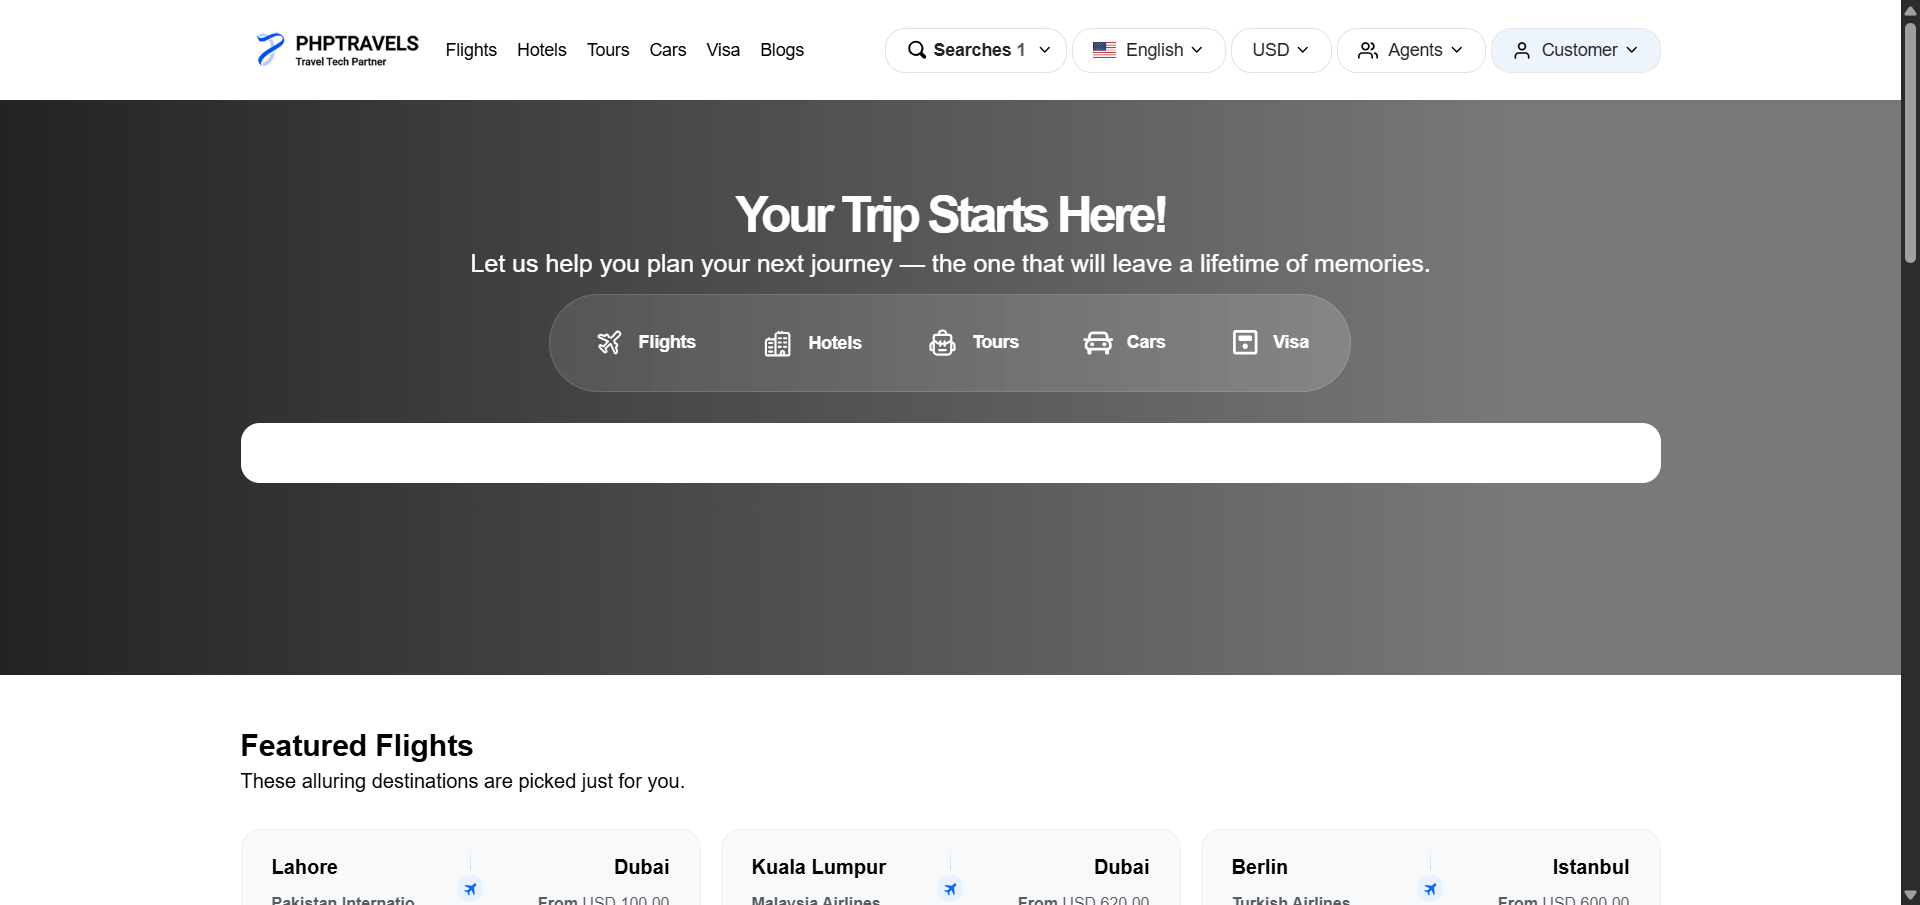 PHPTRAVELS
Travel Tech Partner
Flights Hotels Tours Cars Visa Blogs
Searches 1 English USD Agents Customer
Your Trip Starts Here!
Let us help you plan your next journey — the one that will leave a lifetime of memories.
Flights Hotels Tours Cars Visa
Featured Flights
These alluring destinations are picked just for you.
Lahore Dubai
Pakistan Internatio From USD 100.00
Kuala Lumpur Dubai
Malaysia Airlines From USD 620.00
Berlin Istanbul
Turkish Airlines From USD 600.00